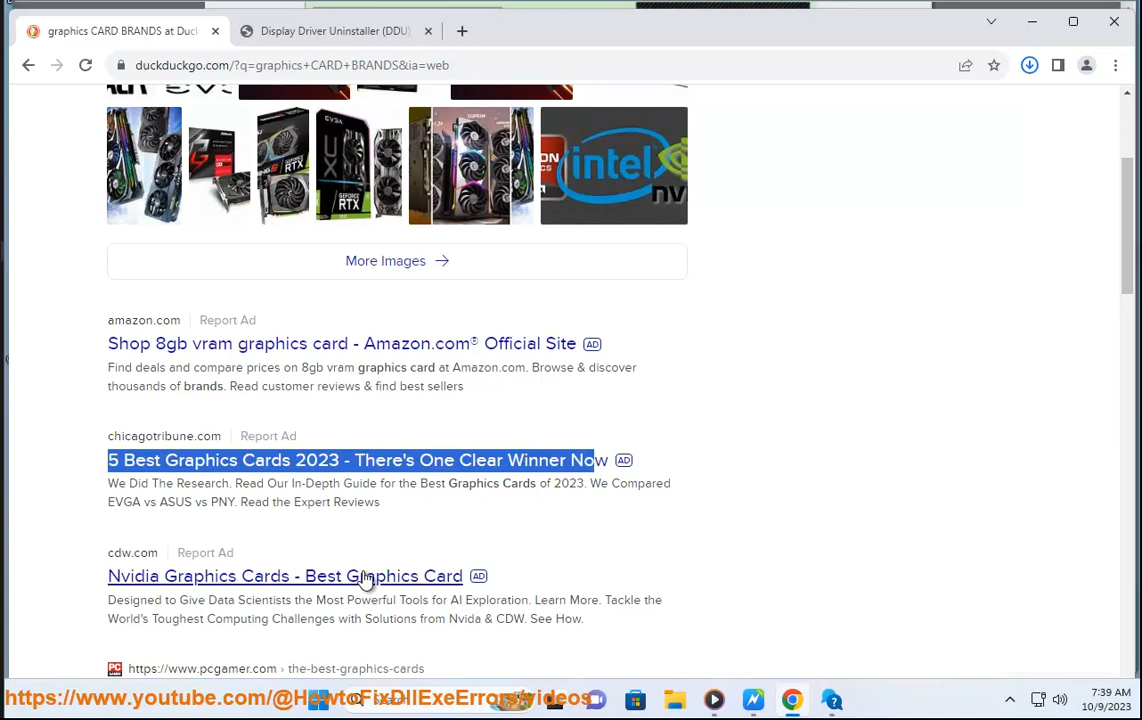 graphics CARD BRANDS at Duck
Display Driver Uninstaller (DDU)
duckduckgo.com/?q=graphics+CARD+BRANDS&ia=web
EVGA
GEFORCE RTX
GEFORCE RTX
intel
NV
More Images →
amazon.com Report Ad
Shop 8gb vram graphics card - Amazon.com® Official Site AD
Find deals and compare prices on 8gb vram graphics card at Amazon.com. Browse & discover
thousands of brands. Read customer reviews & find best sellers
chicagotribune.com Report Ad
5 Best Graphics Cards 2023 - There's One Clear Winner Now AD
We Did The Research. Read Our In-Depth Guide for the Best Graphics Cards of 2023. We Compared
EVGA vs ASUS vs PNY. Read the Expert Reviews
cdw.com Report Ad
Nvidia Graphics Cards - Best Graphics Card AD
Designed to Give Data Scientists the Most Powerful Tools for AI Exploration. Learn More. Tackle the
World's Toughest Computing Challenges with Solutions from Nvida & CDW. See How.
PC https://www.pcgamer.com › the-best-graphics-cards
https://www.youtube.com/@HowtoFixDllExeErrors/videos
Search
7:39 AM
10/9/2023